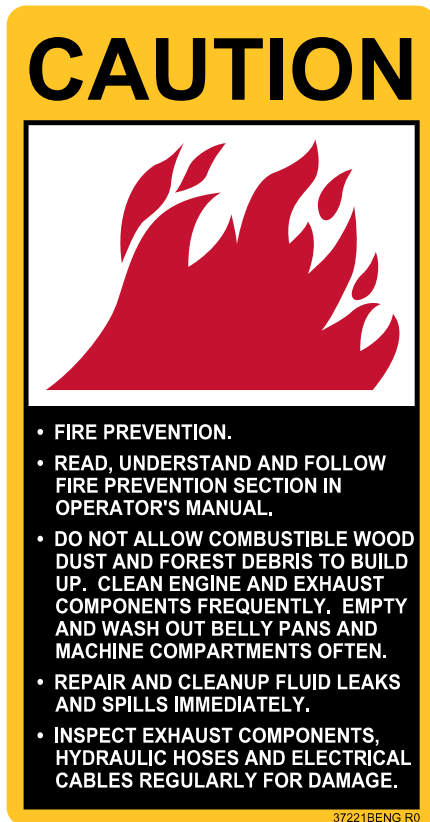 CAUTION
• FIRE PREVENTION.
• READ, UNDERSTAND AND FOLLOW
FIRE PREVENTION SECTION IN
OPERATOR'S MANUAL.
• DO NOT ALLOW COMBUSTIBLE WOOD
DUST AND FOREST DEBRIS TO BUILD
UP. CLEAN ENGINE AND EXHAUST
COMPONENTS FREQUENTLY. EMPTY
AND WASH OUT BELLY PANS AND
MACHINE COMPARTMENTS OFTEN.
• REPAIR AND CLEANUP FLUID LEAKS
AND SPILLS IMMEDIATELY.
• INSPECT EXHAUST COMPONENTS,
HYDRAULIC HOSES AND ELECTRICAL
CABLES REGULARLY FOR DAMAGE.
37221BENG R0